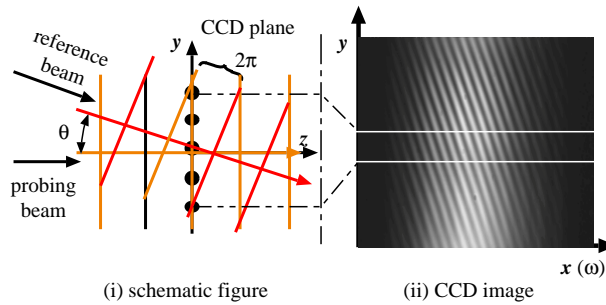 reference
beam
y
CCD plane
2π
θ
z
probing
beam
y
x (ω)
(i) schematic figure
(ii) CCD image